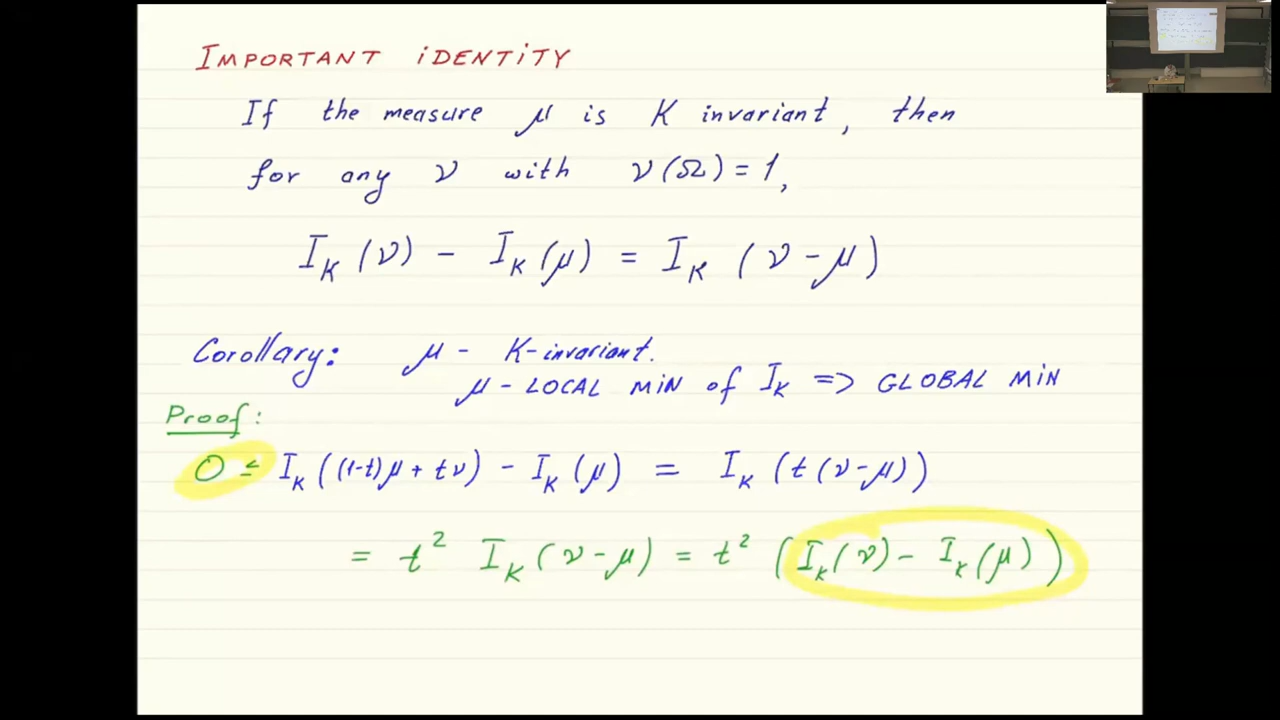 IMPORTANT IDENTITY
If the measure μ is K invariant, then
for any ν with ν(Ω) = 1,
I_K (ν) - I_K (μ) = I_K (ν - μ)
Corollary: μ - K-invariant.
μ - LOCAL MIN of I_K => GLOBAL MIN
Proof:
0 ≤ I_K ((1-t)μ + tν) - I_K (μ) = I_K (t(ν-μ))
= t² I_K (ν-μ) = t² (I_K(ν) - I_K(μ))